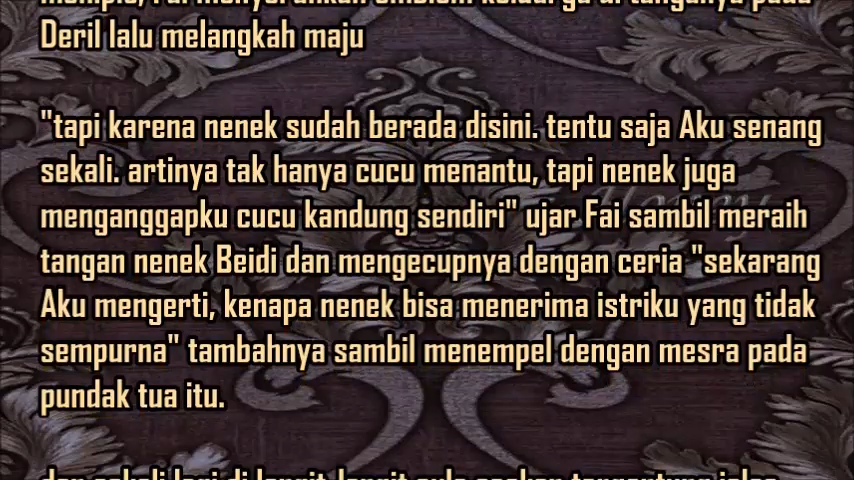 Deril lalu melangkah maju
"tapi karena nenek sudah berada disini. tentu saja Aku senang
sekali. artinya tak hanya cucu menantu, tapi nenek juga
menganggapku cucu kandung sendiri" ujar Fai sambil meraih
tangan nenek Beidi dan mengecupnya dengan ceria "sekarang
Aku mengerti, kenapa nenek bisa menerima istriku yang tidak
sempurna" tambahnya sambil menempel dengan mesra pada
pundak tua itu.